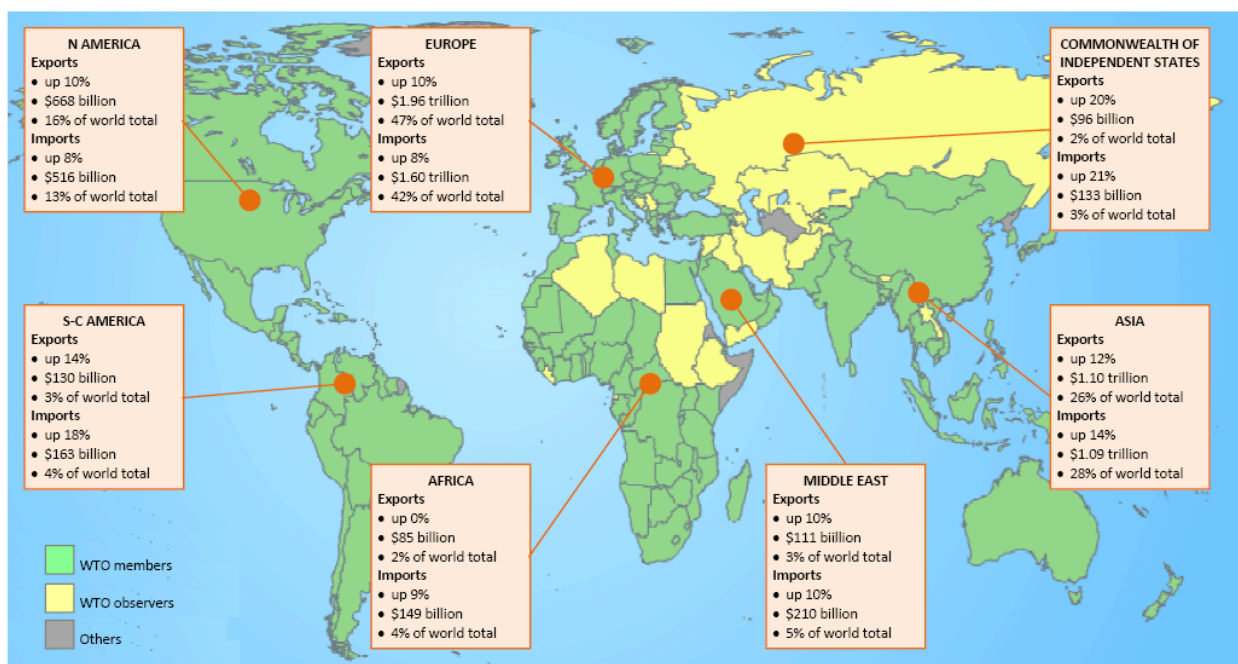 N AMERICA
Exports
• up 10%
• $668 billion
• 16% of world total
Imports
• up 8%
• $516 billion
• 13% of world total
EUROPE
Exports
• up 10%
• $1.96 trillion
• 47% of world total
Imports
• up 8%
• $1.60 trillion
• 42% of world total
COMMONWEALTH OF
INDEPENDENT STATES
Exports
• up 20%
• $96 billion
• 2% of world total
Imports
• up 21%
• $133 billion
• 3% of world total
S-C AMERICA
Exports
• up 14%
• $130 billion
• 3% of world total
Imports
• up 18%
• $163 billion
• 4% of world total
AFRICA
Exports
• up 0%
• $85 billion
• 2% of world total
Imports
• up 9%
• $149 billion
• 4% of world total
MIDDLE EAST
Exports
• up 10%
• $111 biillion
• 3% of world total
Imports
• up 10%
• $210 billion
• 5% of world total
ASIA
Exports
• up 12%
• $1.10 trillion
• 26% of world total
Imports
• up 14%
• $1.09 trillion
• 28% of world total
WTO members
WTO observers
Others